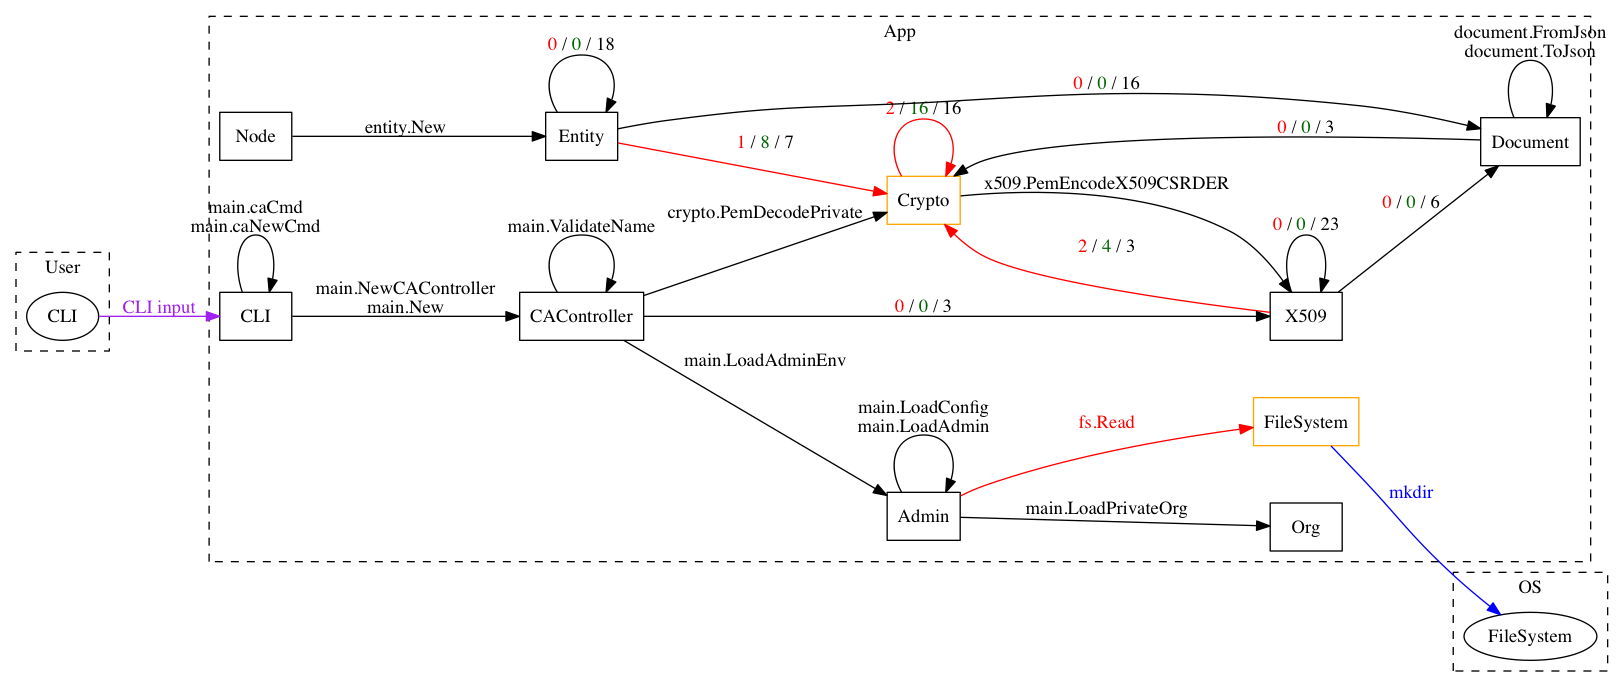 App
document.FromJson
document.ToJson
0 / 0 / 18
0 / 0 / 16
2 / 16 / 16
Node
entity.New
Entity
1 / 8 / 7
0 / 0 / 3
Document
Crypto
x509.PemEncodeX509CSRDER
0 / 0 / 6
main.caCmd
main.caNewCmd
main.ValidateName
crypto.PemDecodePrivate
0 / 0 / 23
2 / 4 / 3
User
CLI
CLI input
CLI
main.NewCAController
main.New
CAController
0 / 0 / 3
X509
main.LoadAdminEnv
main.LoadConfig
main.LoadAdmin
fs.Read
FileSystem
mkdir
Admin
main.LoadPrivateOrg
Org
OS
FileSystem